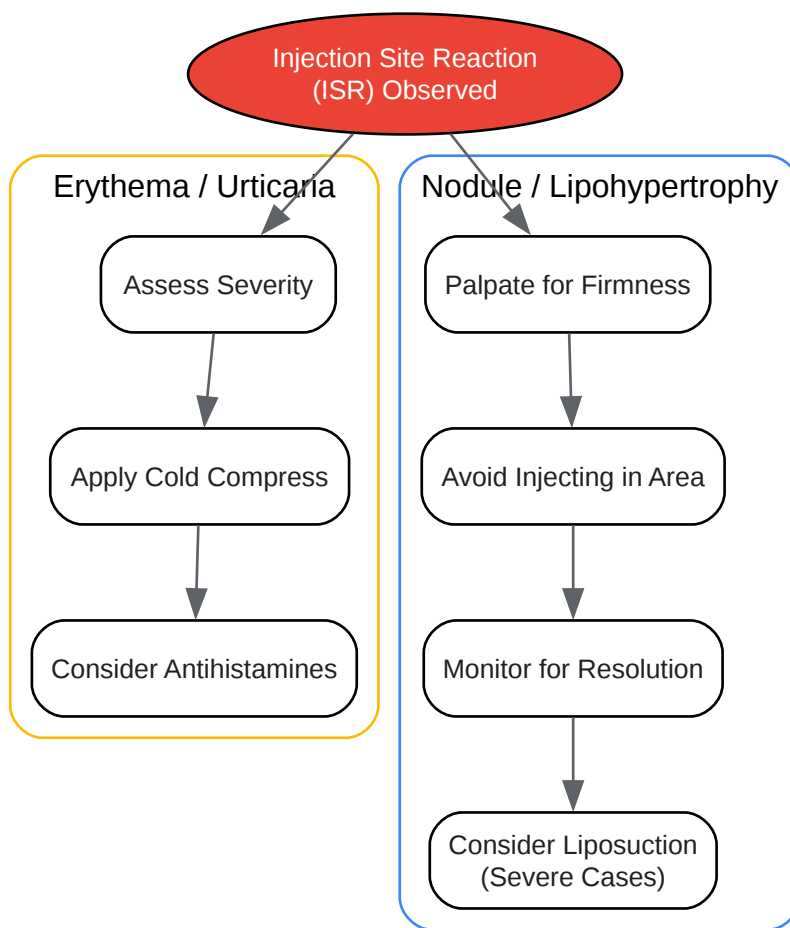 Injection Site Reaction
(ISR) Observed
Erythema / Urticaria
Assess Severity
Apply Cold Compress
Consider Antihistamines
Nodule / Lipohypertrophy
Palpate for Firmness
Avoid Injecting in Area
Monitor for Resolution
Consider Liposuction
(Severe Cases)